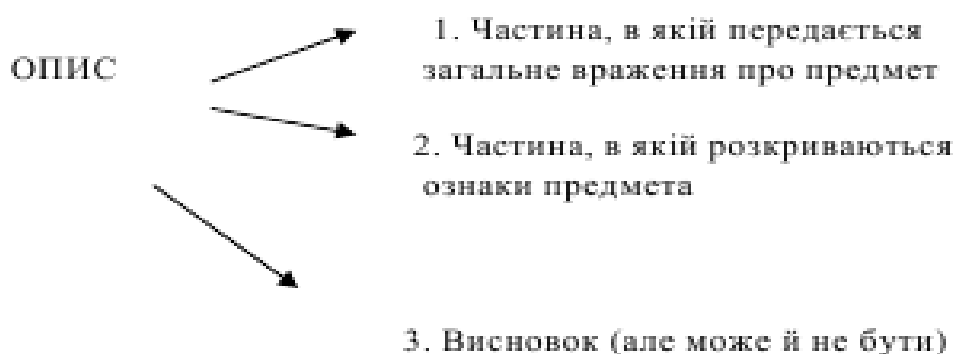 ОПИС
1. Частина, в якій передається
загальне враження про предмет
2. Частина, в якій розкриваються
ознаки предмета
3. Висновок (але може й не бути)